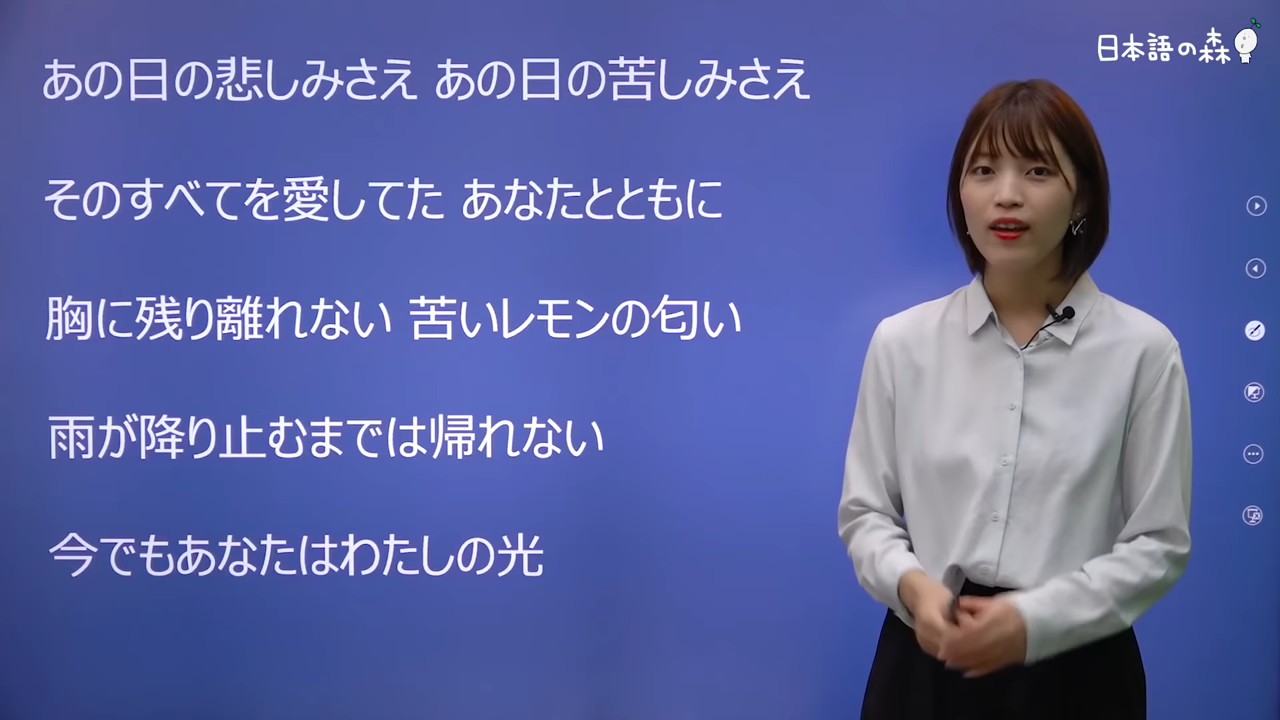 日本語の森
あの日の悲しみさえ あの日の苦しみさえ
そのすべてを愛してた あなたとともに
胸に残り離れない 苦いレモンの匂い
雨が降り止むまでは帰れない
今でもあなたはわたしの光